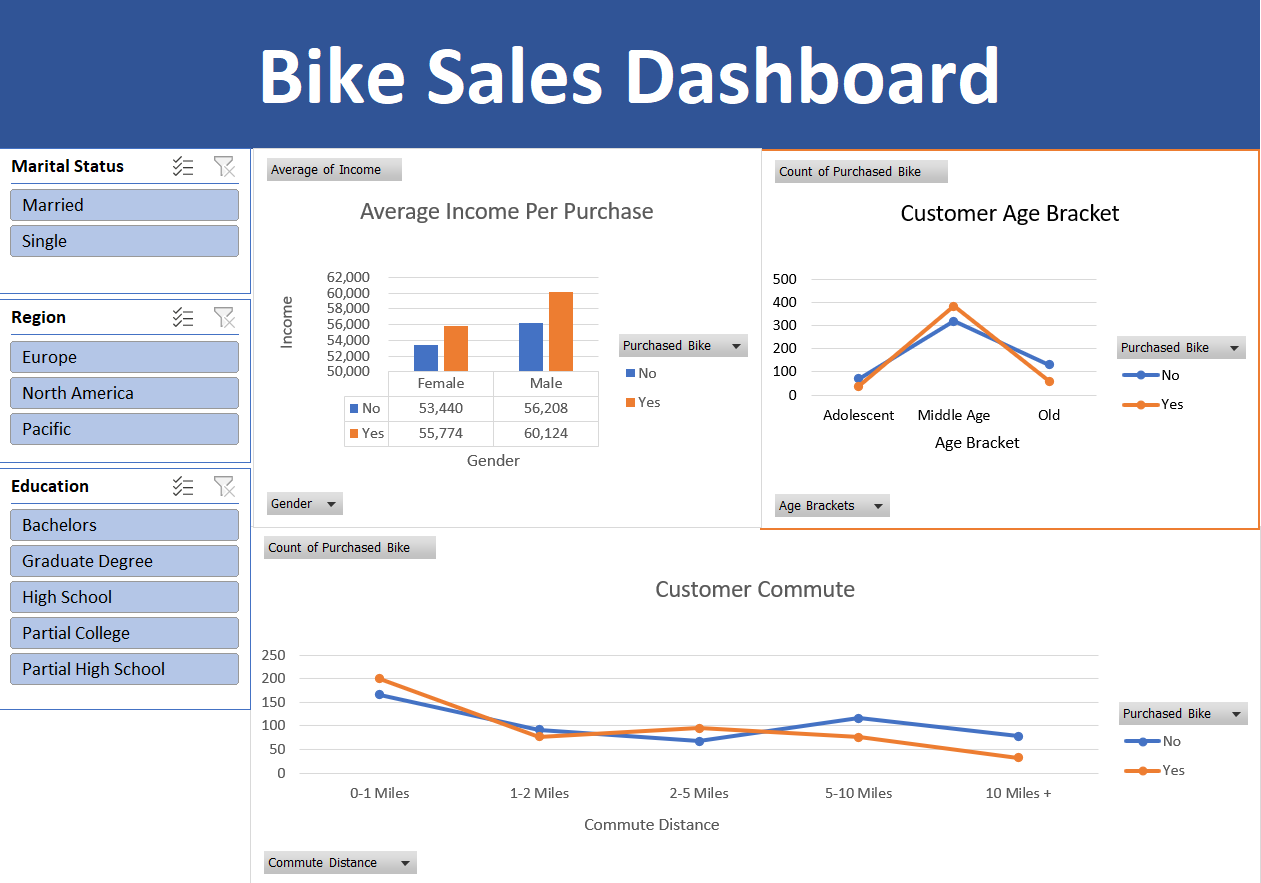 Bike Sales Dashboard
Marital Status
Married
Single
Region
Europe
North America
Pacific
Education
Bachelors
Graduate Degree
High School
Partial College
Partial High School
Average of Income
Average Income Per Purchase
Income
62,000
60,000
58,000
56,000
54,000
52,000
50,000
Female Male
No 53,440 56,208
Yes 55,774 60,124
Gender
Purchased Bike
No
Yes
Gender
Count of Purchased Bike
Customer Age Bracket
500
400
300
200
100
0
Adolescent Middle Age Old
Age Bracket
Purchased Bike
No
Yes
Age Brackets
Count of Purchased Bike
Customer Commute
250
200
150
100
50
0
0-1 Miles 1-2 Miles 2-5 Miles 5-10 Miles 10 Miles +
Commute Distance
Purchased Bike
No
Yes
Commute Distance